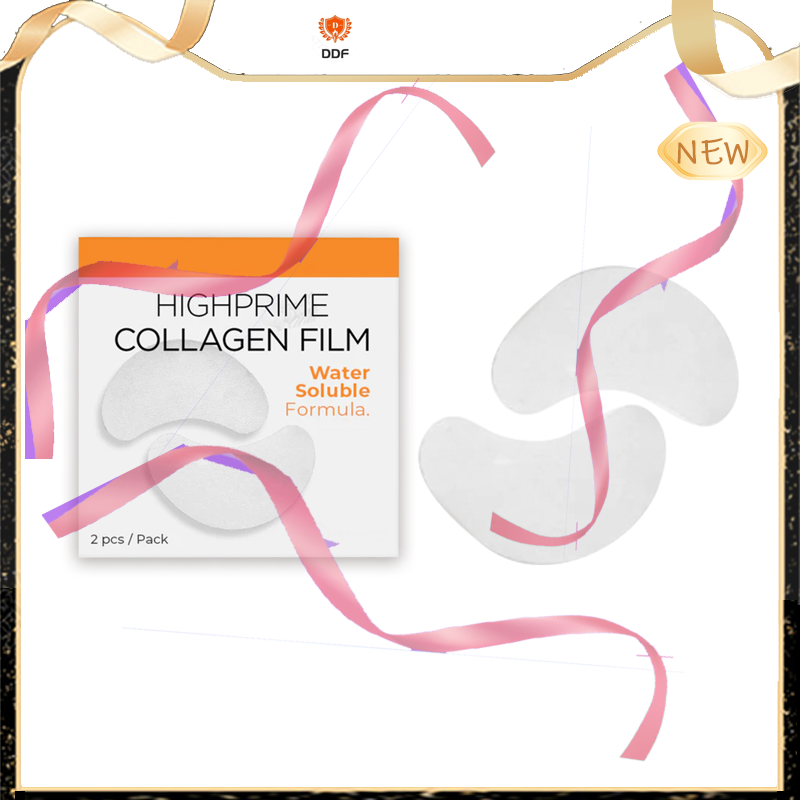 DDF
NEW
HIGHPRIME
COLLAGEN FILM
Water
Soluble
Formula.
2 pcs / Pack